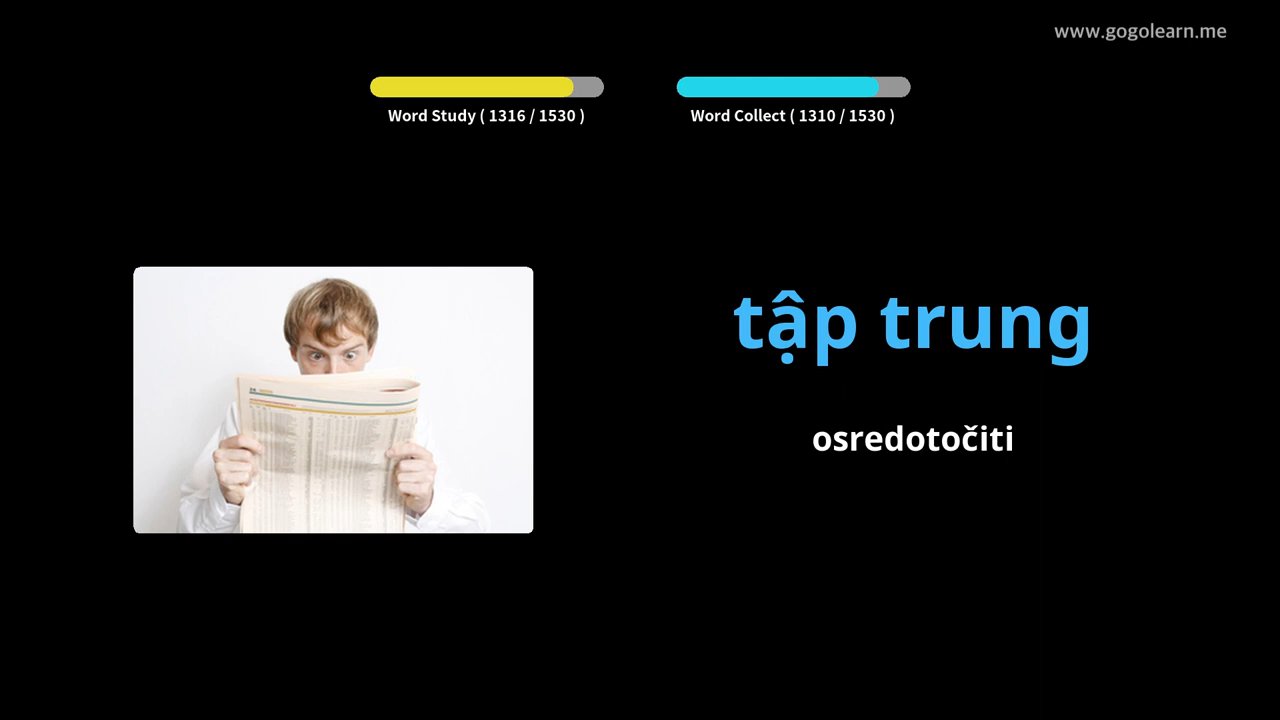 www.gogolearn.me
Word Study ( 1316 / 1530 )
Word Collect ( 1310 / 1530 )
tập trung
osredotočiti